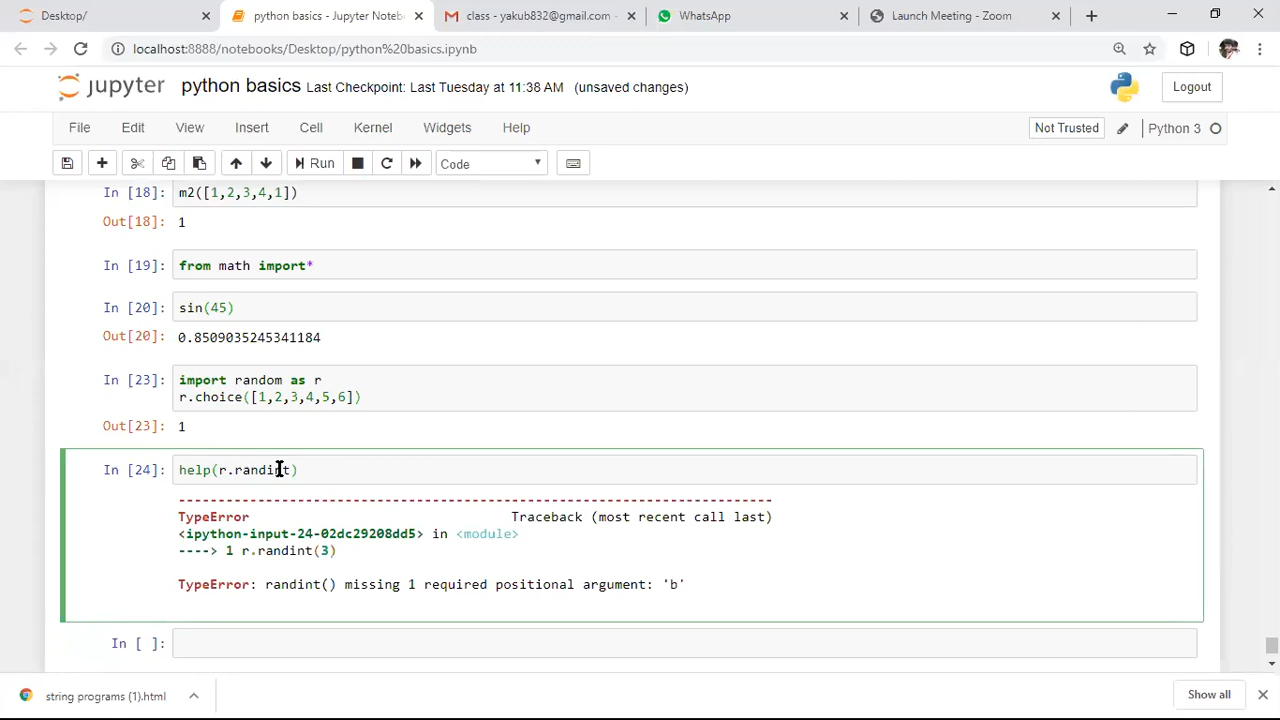 Desktop/
python basics - Jupyter Noteb
class - yakub832@gmail.com -
WhatsApp
Launch Meeting - Zoom
localhost:8888/notebooks/Desktop/python%20basics.ipynb
jupyter python basics Last Checkpoint: Last Tuesday at 11:38 AM (unsaved changes)
Logout
File Edit View Insert Cell Kernel Widgets Help
Not Trusted
Python 3
Run
Code
In [18]: m2([1,2,3,4,1])
Out[18]: 1
In [19]: from math import*
In [20]: sin(45)
Out[20]: 0.8509035245341184
In [23]: import random as r
r.choice([1,2,3,4,5,6])
Out[23]: 1
In [24]: help(r.randint)
---------------------------------------------------------------------------
TypeError Traceback (most recent call last)
<ipython-input-24-02dc29208dd5> in <module>
----> 1 r.randint(3)
TypeError: randint() missing 1 required positional argument: 'b'
In [ ]:
string programs (1).html
Show all